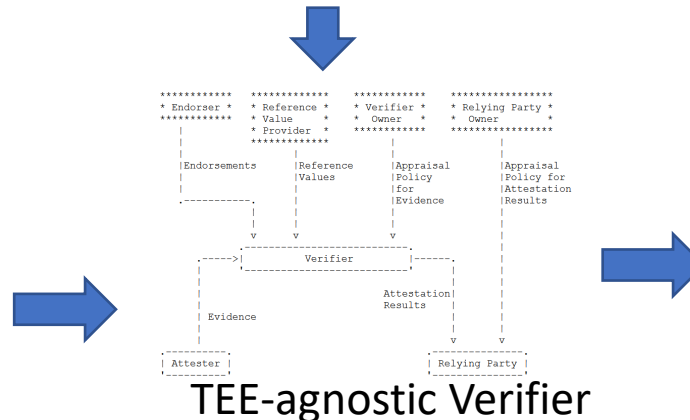 ************ ************* ************ *****************
* Endorser * * Reference * * Verifier * * Relying Party *
************ * Value * * Owner * * Owner *
* Provider * ************ *****************
*************
|Endorsements |Reference |Appraisal |Appraisal
|Values |Policy |Policy for
|for |Attestation
|Evidence |Results
v v v
.----->| Verifier |------.
Attestation|
Results |
| Evidence
v v
| Attester | | Relying Party |
TEE-agnostic Verifier